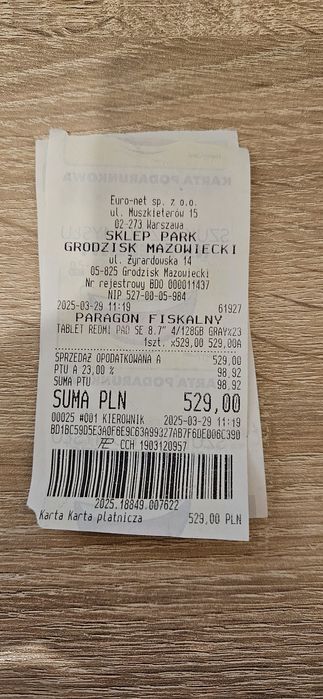 Euro-net sp. z o.o.
ul. Muszkieterów 15
02-273 Warszawa
SKLEP PARK
GRODZISK MAZOWIECKI
ul. Żyrardowska 14
05-825 Grodzisk Mazowiecki
Nr rejestrowy BDO 000011437
NIP 527-00-05-984
2025-03-29 11:19 61927
PARAGON FISKALNY
TABLET REDMI PAD SE 8.7" 4/128GB GRAY%23
1szt. x529,00 529,00A
SPRZEDAŻ OPODATKOWANA A 529,00
PTU A 23,00 % 98,92
SUMA PTU 98,92
SUMA PLN 529,00
00025 #001 KIEROWNIK 2025-03-29 11:19
CCH 1903120957
2025.18849.007622
Karta Karta płatnicza 529,00 PLN
KARTA PODARUNKOWA